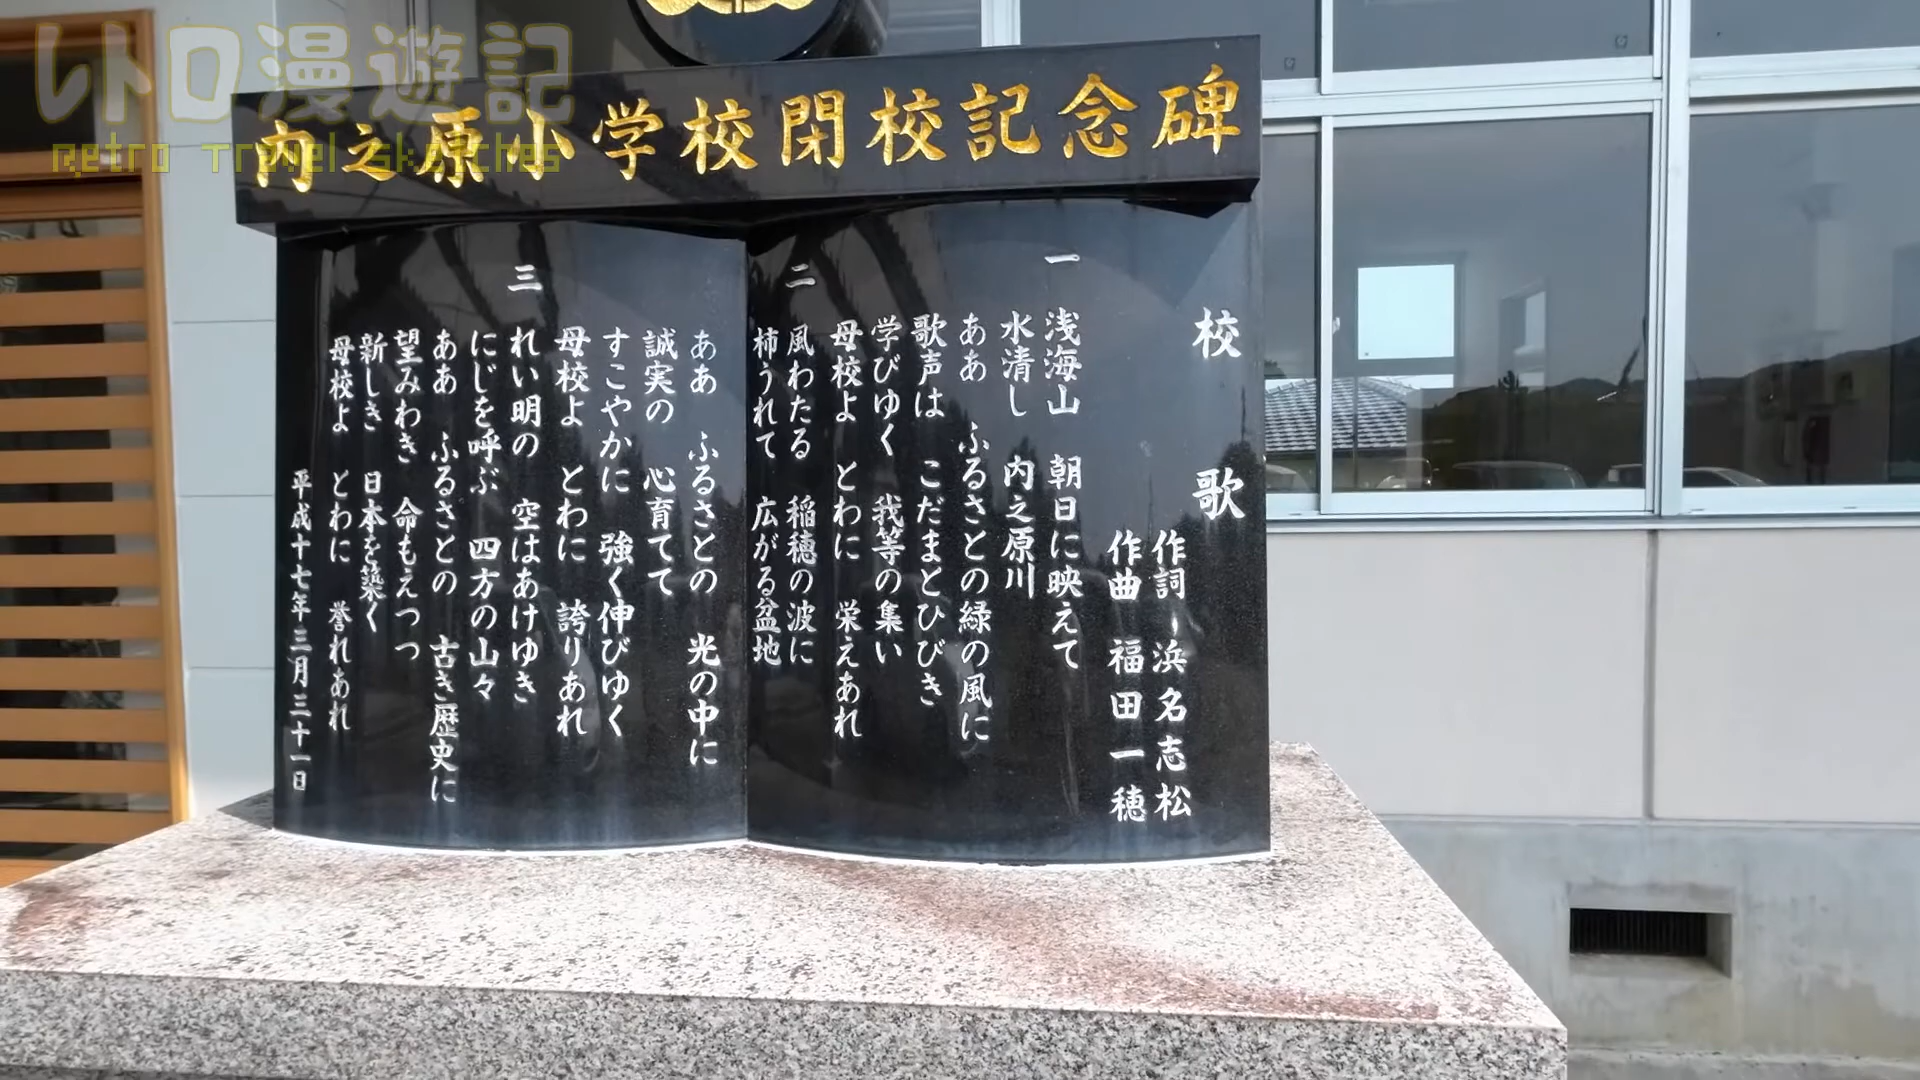 レトロ漫遊記
Retro Travel Sketches
内之原小学校閉校記念碑
校歌
作詞 浜名志松
作曲 福田一穂
一
浅海山 朝日に映えて
水清し 内之原川
ああ ふるさとの緑の風に
歌声は こだまとひびき
学びゆく 我等の集い
母校よ とわに 栄えあれ
二
風わたる 稲穂の波に
柿うれて 広がる盆地
ああ ふるさとの 光の中に
誠実の 心育てて
すこやかに 強く伸びゆく
母校よ とわに 誇りあれ
三
れい明の 空はあけゆき
にじを呼ぶ 四方の山々
ああ ふるさとの 古き歴史に
望みわき 命もえつつ
新しき 日本を築く
母校よ とわに 誉れあれ
平成十七年三月三十一日